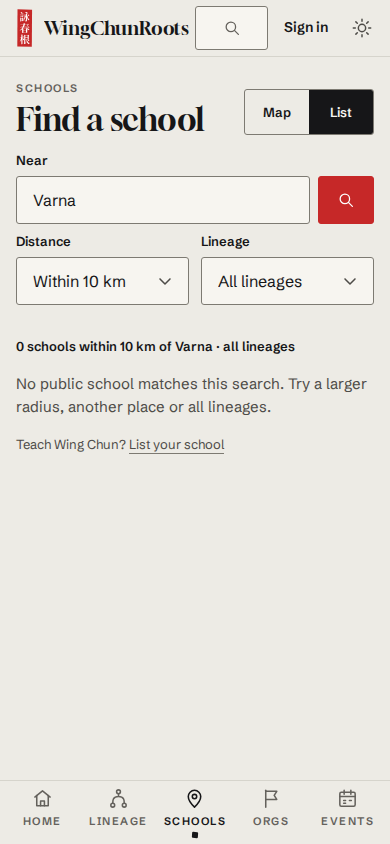 詠春根
WingChunRoots
Sign in
SCHOOLS
Find a school
Map
List
Near
Varna
Distance
Lineage
Within 10 km
All lineages
0 schools within 10 km of Varna · all lineages
No public school matches this search. Try a larger
radius, another place or all lineages.
Teach Wing Chun? List your school
HOME
LINEAGE
SCHOOLS
ORGS
EVENTS